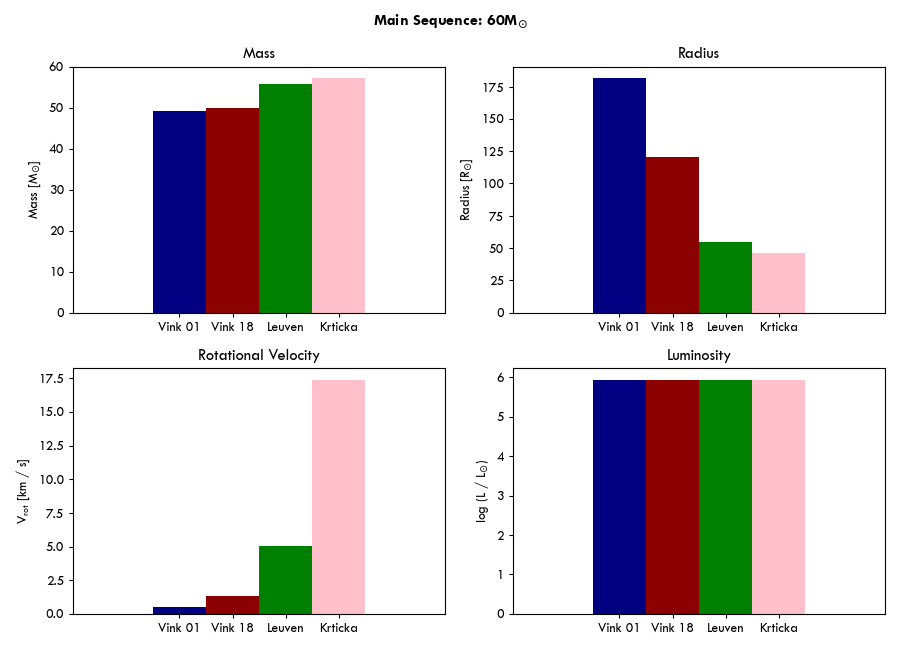 Main Sequence: 60M☉
Mass
60
50
40
30
20
10
0
Mass [M☉]
Vink 01 Vink 18 Leuven Krticka
Radius
175
150
125
100
75
50
25
0
Radius [R☉]
Vink 01 Vink 18 Leuven Krticka
Rotational Velocity
17.5
15.0
12.5
10.0
7.5
5.0
2.5
0.0
Vrot [km / s]
Vink 01 Vink 18 Leuven Krticka
Luminosity
6
5
4
3
2
1
0
log (L / L☉)
Vink 01 Vink 18 Leuven Krticka